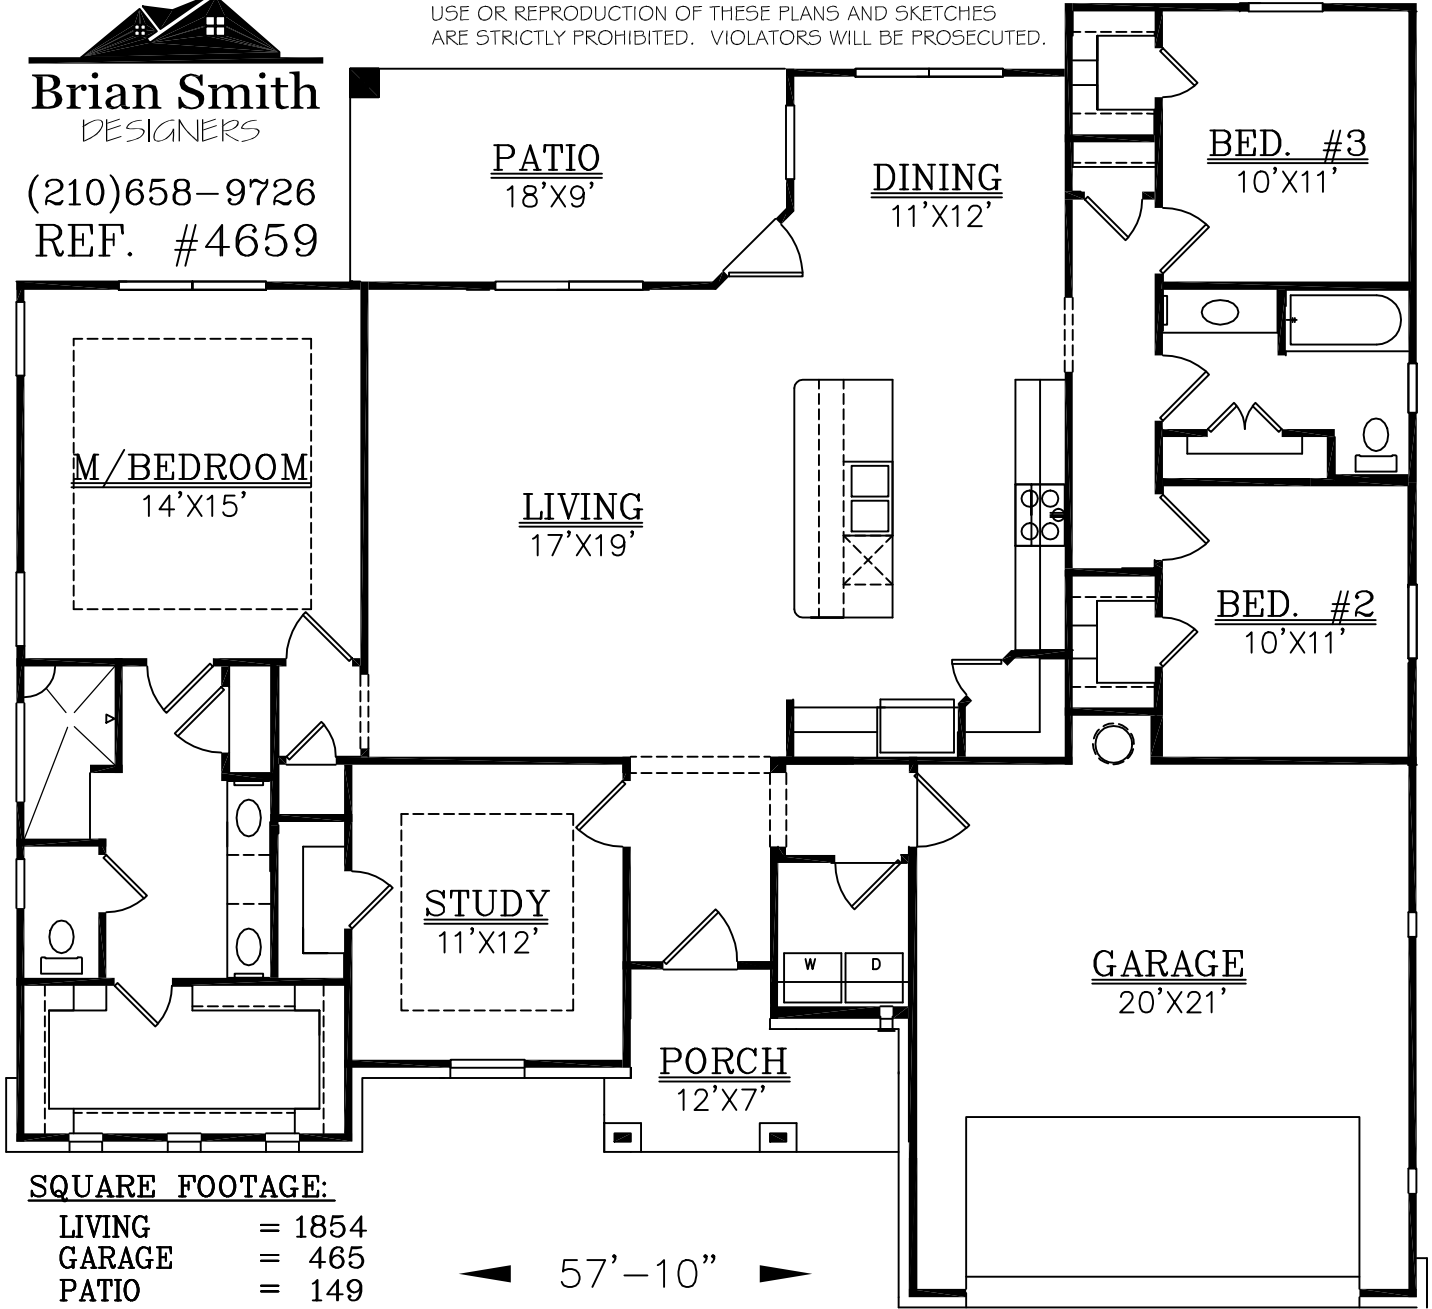 USE OR REPRODUCTION OF THESE PLANS AND SKETCHES
ARE STRICTLY PROHIBITED. VIOLATORS WILL BE PROSECUTED.
Brian Smith
DESIGNERS
(210)658-9726
REF. #4659
PATIO
18'X9'
DINING
11'X12'
BED. #3
10'X11'
M/BEDROOM
14'X15'
LIVING
17'X19'
BED. #2
10'X11'
STUDY
11'X12'
W D
GARAGE
20'X21'
PORCH
12'X7'
SQUARE FOOTAGE:
LIVING = 1854
GARAGE = 465
PATIO = 149
57'-10"